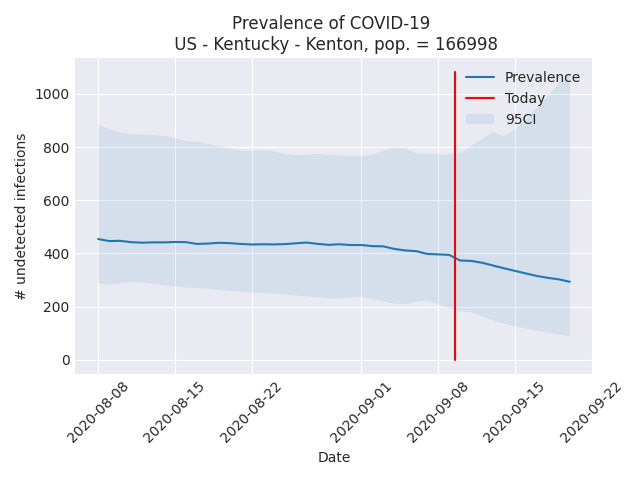 Prevalence of COVID-19
US - Kentucky - Kenton, pop. = 166998
Prevalence
Today
95CI
# undetected infections
1000
800
600
400
200
0
2020-08-08
2020-08-15
2020-08-22
2020-09-01
2020-09-08
2020-09-15
2020-09-22
Date